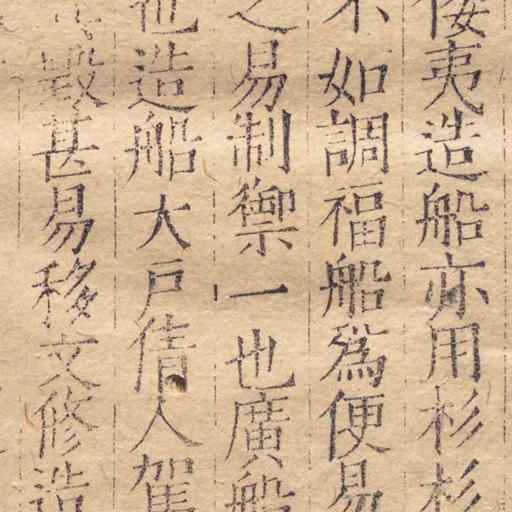 倭夷造船亦用杉杉
不如調福船爲便易
之易制禦一也廣船
也造船大戶倩人駕
毀甚易移文修造